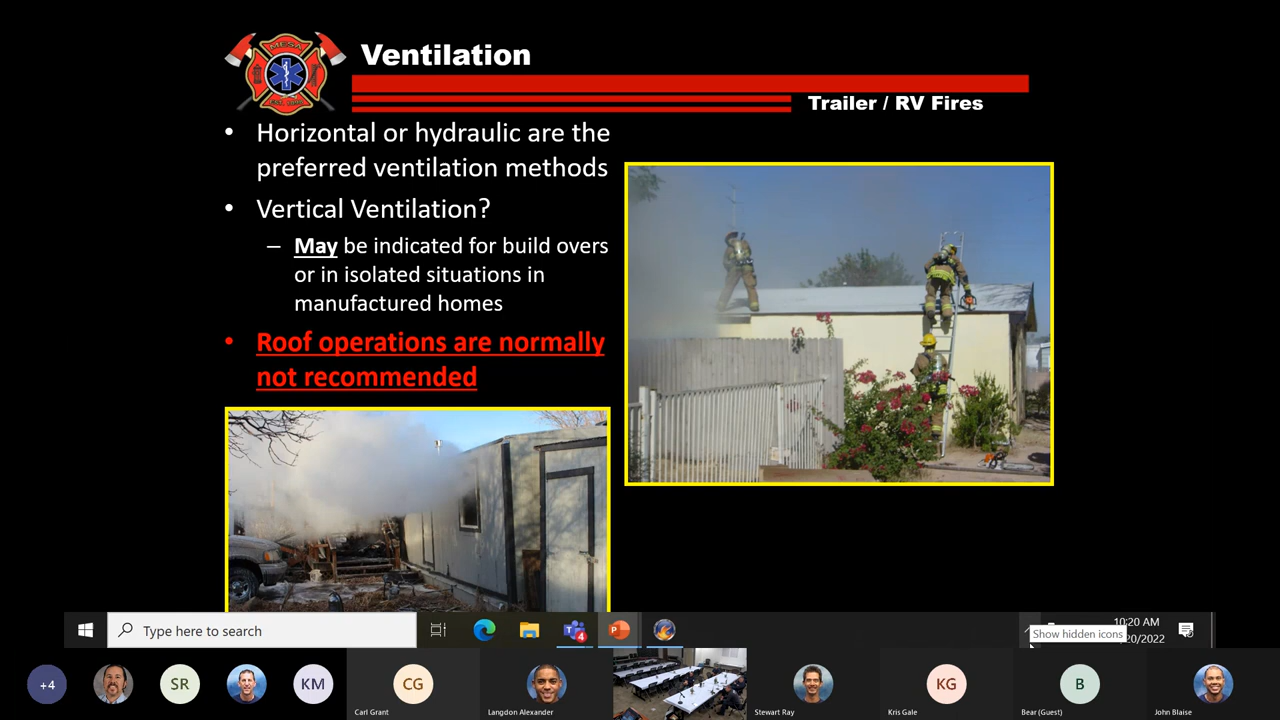 MESA
Ventilation
Trailer / RV Fires
• Horizontal or hydraulic are the
preferred ventilation methods
• Vertical Ventilation?
– May be indicated for build overs
or in isolated situations in
manufactured homes
• Roof operations are normally
not recommended
Type here to search
4
10:20 AM
20/2022
Show hidden icons
+4
SR
KM
CG
Carl Grant
Langdon Alexander
Stewart Ray
KG
Kris Gale
B
Bear (Guest)
John Blaise